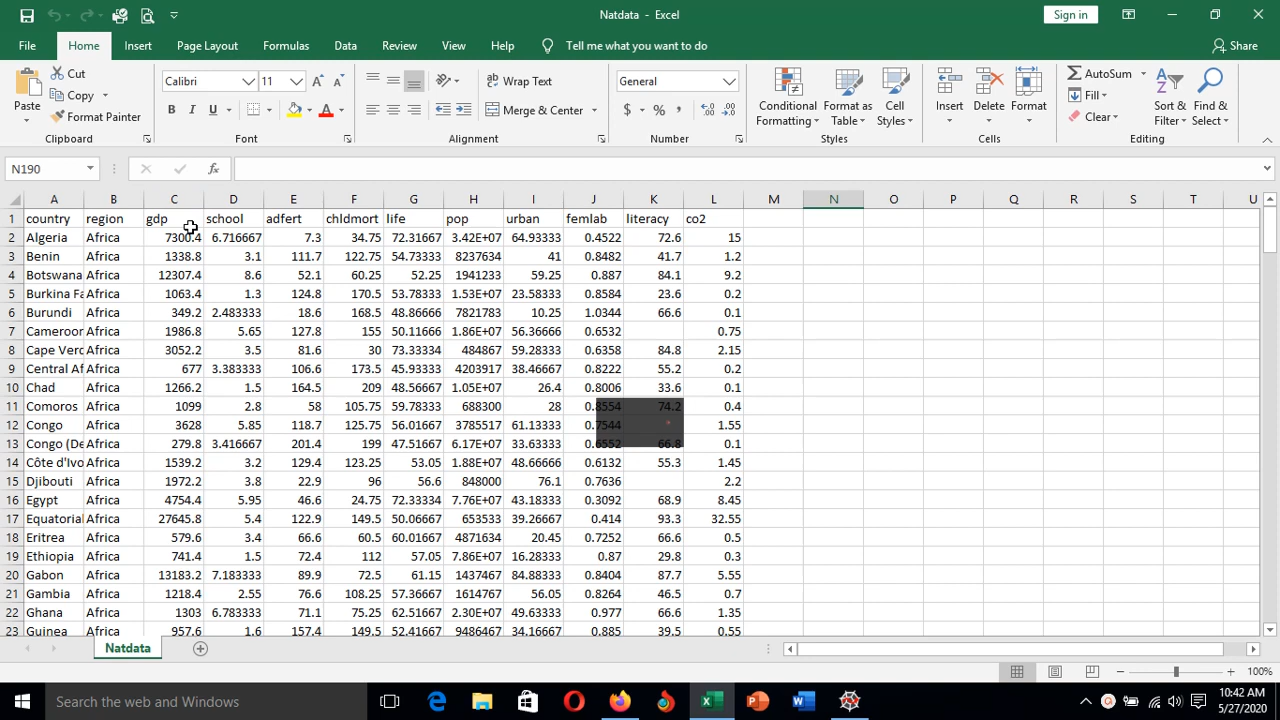 Natdata - Excel
Sign in
File Home Insert Page Layout Formulas Data Review View Help Tell me what you want to do Share
Paste Cut Copy Format Painter Clipboard
Calibri 11 A A B I U A Font
ab Wrap Text Merge & Center Alignment
General $ % , Number
Conditional Formatting Format as Table Cell Styles Styles
Insert Delete Format Cells
AutoSum Fill Clear Sort & Filter Find & Select Editing
N190 fx
A B C D E F G H I J K L M N O P Q R S T U
1 country region gdp school adfert chldmort life pop urban femlab literacy co2
2 Algeria Africa 7300.4 6.716667 7.3 34.75 72.31667 3.42E+07 64.93333 0.4522 72.6 15
3 Benin Africa 1338.8 3.1 111.7 122.75 54.73333 8237634 41 0.8482 41.7 1.2
4 Botswana Africa 12307.4 8.6 52.1 60.25 52.25 1941233 59.25 0.887 84.1 9.2
5 Burkina Fa Africa 1063.4 1.3 124.8 170.5 53.78333 1.53E+07 23.58333 0.8584 23.6 0.2
6 Burundi Africa 349.2 2.483333 18.6 168.5 48.86666 7821783 10.25 1.0344 66.6 0.1
7 Cameroon Africa 1986.8 5.65 127.8 155 50.11666 1.86E+07 56.36666 0.6532 0.75
8 Cape Verd Africa 3052.2 3.5 81.6 30 73.33334 484867 59.28333 0.6358 84.8 2.15
9 Central Af Africa 677 3.383333 106.6 173.5 45.93333 4203917 38.46667 0.8222 55.2 0.2
10 Chad Africa 1266.2 1.5 164.5 209 48.56667 1.05E+07 26.4 0.8006 33.6 0.1
11 Comoros Africa 1099 2.8 58 105.75 59.78333 688300 28 0.8554 74.2 0.4
12 Congo Africa 3628 5.85 118.7 125.75 56.01667 3785517 61.13333 0.7544 1.55
13 Congo (De Africa 279.8 3.416667 201.4 199 47.51667 6.17E+07 33.63333 0.6552 66.8 0.1
14 Côte d'Ivo Africa 1539.2 3.2 129.4 123.25 53.05 1.88E+07 48.66666 0.6132 55.3 1.45
15 Djibouti Africa 1972.2 3.8 22.9 96 56.6 848000 76.1 0.7636 2.2
16 Egypt Africa 4754.4 5.95 46.6 24.75 72.33334 7.76E+07 43.18333 0.3092 68.9 8.45
17 Equatorial Africa 27645.8 5.4 122.9 149.5 50.06667 653533 39.26667 0.414 93.3 32.55
18 Eritrea Africa 579.6 3.4 66.6 60.5 60.01667 4871634 20.45 0.7252 66.6 0.5
19 Ethiopia Africa 741.4 1.5 72.4 112 57.05 7.86E+07 16.28333 0.87 29.8 0.3
20 Gabon Africa 13183.2 7.183333 89.9 72.5 61.15 1437467 84.88333 0.8404 87.7 5.55
21 Gambia Africa 1218.4 2.55 76.6 108.25 57.36667 1614767 56.05 0.8264 46.5 0.7
22 Ghana Africa 1303 6.783333 71.1 75.25 62.51667 2.30E+07 49.63333 0.977 66.6 1.35
23 Guinea Africa 957.6 1.6 157.4 149.5 52.41667 9486467 34.16667 0.885 39.5 0.55
Natdata
100%
Search the web and Windows
10:42 AM
5/27/2020